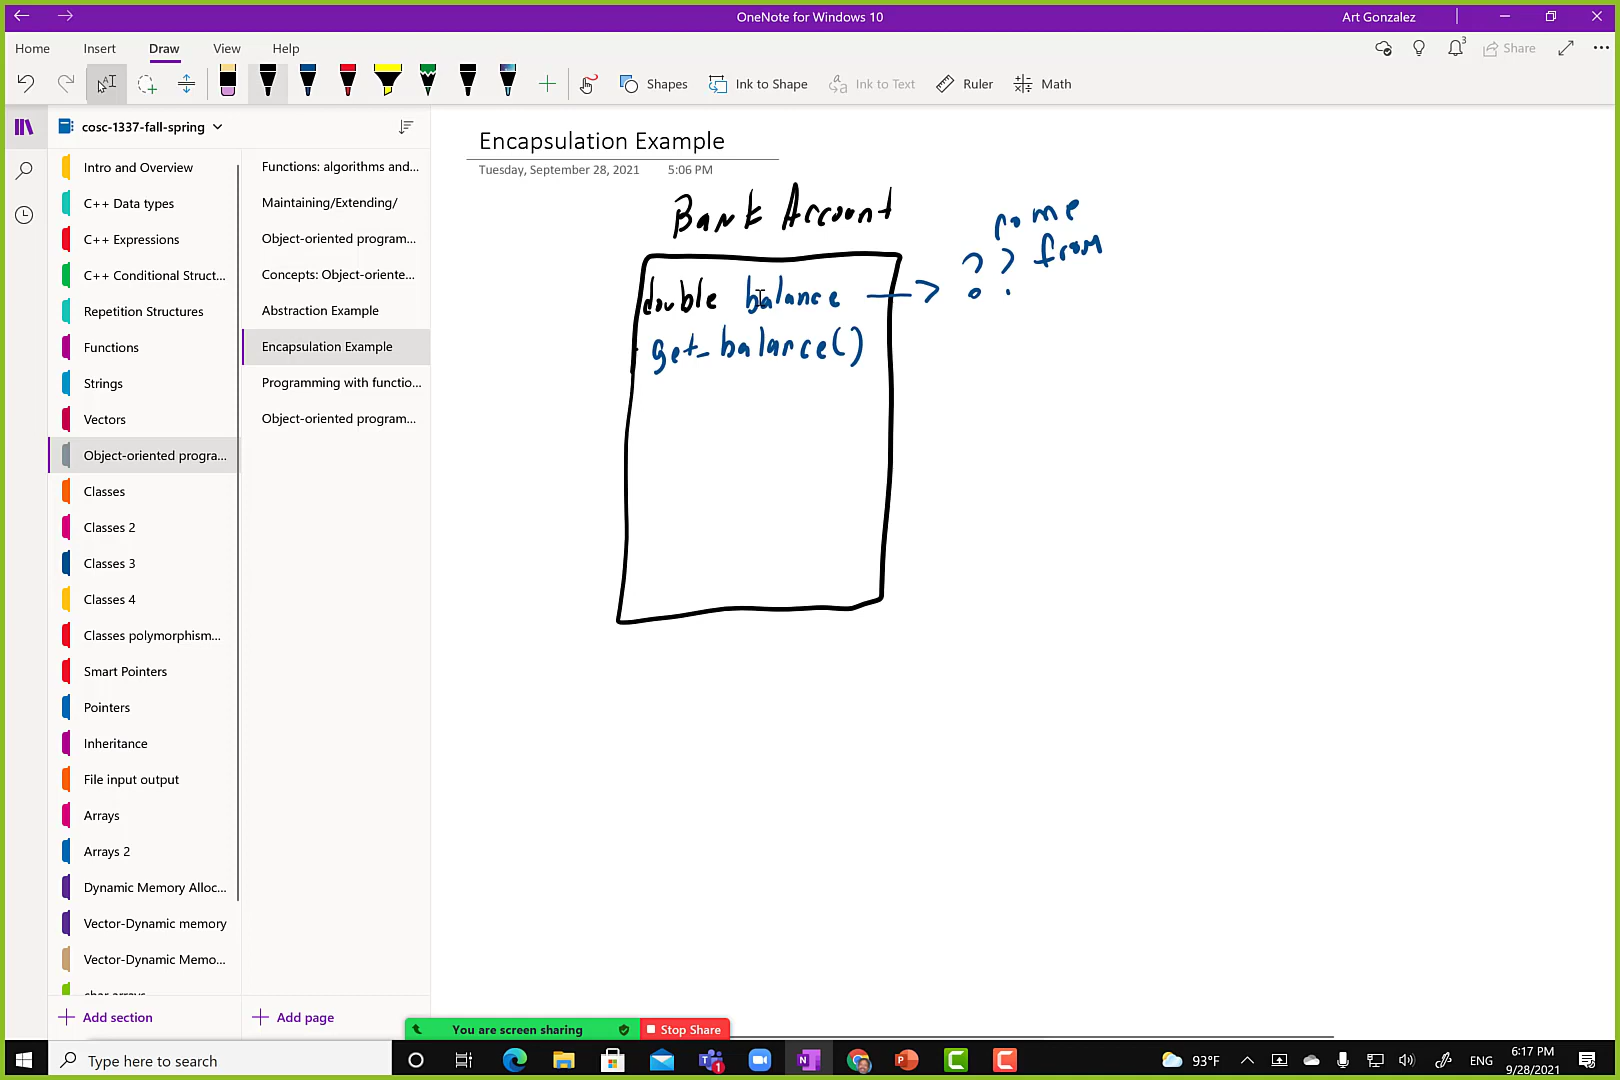 OneNote for Windows 10
Art Gonzalez
Home Insert Draw View Help
3 Share
Shapes Ink to Shape Ink to Text Ruler Math
cosc-1337-fall-spring
Intro and Overview
C++ Data types
C++ Expressions
C++ Conditional Struct...
Repetition Structures
Functions
Strings
Vectors
Object-oriented progra...
Classes
Classes 2
Classes 3
Classes 4
Classes polymorphism...
Smart Pointers
Pointers
Inheritance
File input output
Arrays
Arrays 2
Dynamic Memory Alloc...
Vector-Dynamic memory
Vector-Dynamic Memo...
char arrays
Add section
Functions: algorithms and...
Maintaining/Extending/
Object-oriented program...
Concepts: Object-oriente...
Abstraction Example
Encapsulation Example
Programming with functio...
Object-oriented program...
Add page
Encapsulation Example
Tuesday, September 28, 2021 5:06 PM
Bank Account
come
?? from
double balance
get_balance()
You are screen sharing Stop Share
Type here to search
1
93°F
ENG
6:17 PM
9/28/2021